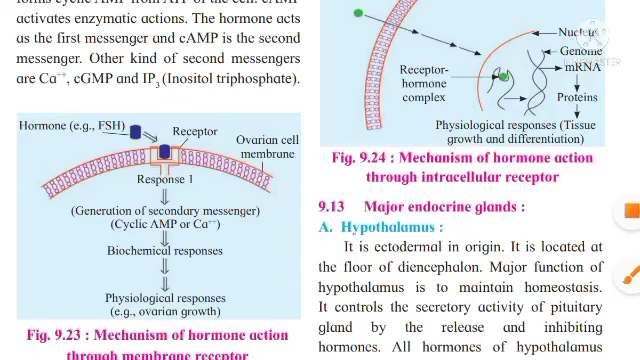 forms cyclic AMP from ATP of the cell. cAMP
activates enzymatic actions. The hormone acts
as the first messenger and cAMP is the second
messenger. Other kind of second messengers
are Ca⁺⁺, cGMP and IP₃ (Inositol triphosphate).
Hormone (e.g., FSH)
Receptor
Ovarian cell
membrane
Response 1
(Generation of secondary messenger)
(Cyclic AMP or Ca⁺⁺)
Biochemical responses
Physiological responses
(e.g., ovarian growth)
Fig. 9.23 : Mechanism of hormone action
through membrane receptor
Nucleus
Genome
mRNA
Receptor-
hormone
complex
Proteins
Physiological responses (Tissue
growth and differentiation)
Fig. 9.24 : Mechanism of hormone action
through intracellular receptor
9.13 Major endocrine glands :
A. Hypothalamus :
It is ectodermal in origin. It is located at
the floor of diencephalon. Major function of
hypothalamus is to maintain homeostasis.
It controls the secretory activity of pituitary
gland by the release and inhibiting
hormones. All hormones of hypothalamus